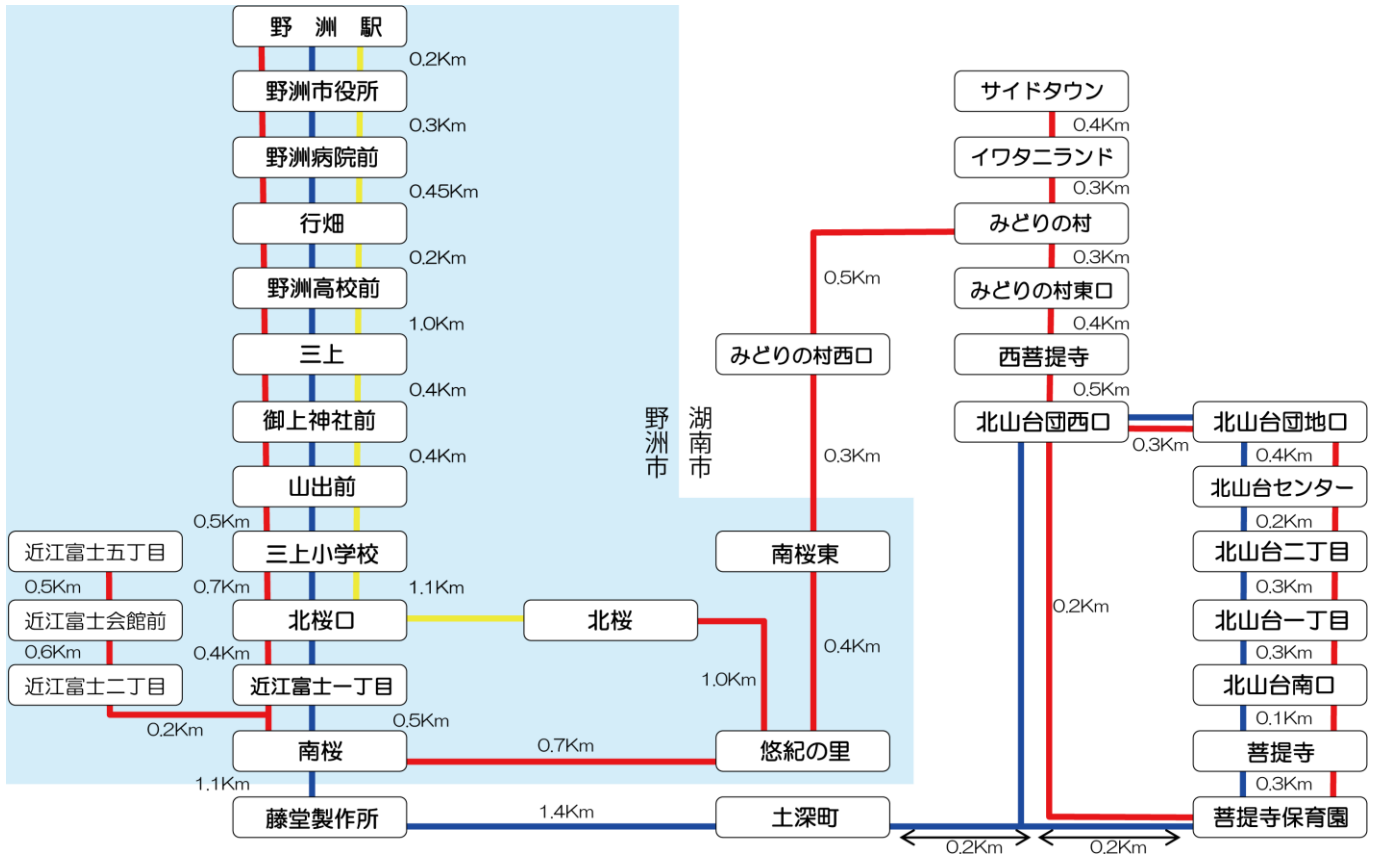 野洲駅
0.2Km
野洲市役所
0.3Km
野洲病院前
0.45Km
行畑
0.2Km
野洲高校前
1.0Km
三上
0.4Km
御上神社前
0.4Km
山出前
0.5Km
三上小学校
0.7Km
1.1Km
北桜口
北桜
0.4Km
1.0Km
近江富士一丁目
0.5Km
南桜
0.7Km
悠紀の里
1.1Km
藤堂製作所
1.4Km
土深町
0.2Km
0.2Km
近江富士五丁目
0.5Km
近江富士会館前
0.6Km
近江富士二丁目
0.2Km
野洲市
湖南市
サイドタウン
0.4Km
イワタニランド
0.3Km
みどりの村
0.5Km
0.3Km
みどりの村東口
0.4Km
みどりの村西口
西菩提寺
0.5Km
0.3Km
南桜東
0.4Km
北山台団西口
0.3Km
0.2Km
北山台団地口
0.4Km
北山台センター
0.2Km
北山台二丁目
0.3Km
北山台一丁目
0.3Km
北山台南口
0.1Km
菩提寺
0.3Km
菩提寺保育園